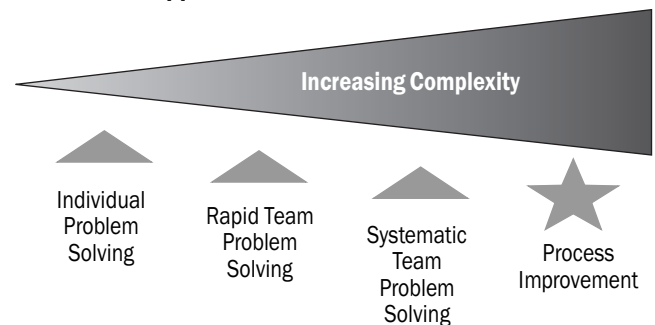 Increasing Complexity
Individual
Problem
Solving
Rapid Team
Problem
Solving
Systematic
Team
Problem
Solving
Process
Improvement